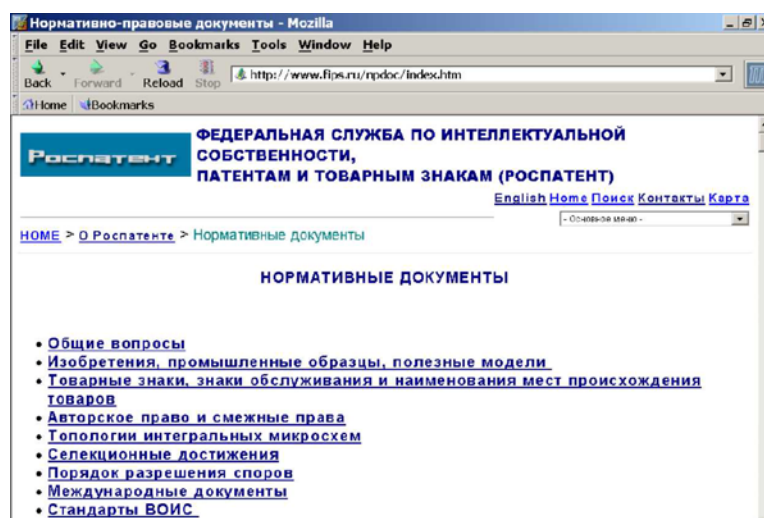 Нормативно-правовые документы - Mozilla
File Edit View Go Bookmarks Tools Window Help
Back Forward Reload Stop http://www.fips.ru/npdoc/index.htm
Home Bookmarks
Роспатент
ФЕДЕРАЛЬНАЯ СЛУЖБА ПО ИНТЕЛЛЕКТУАЛЬНОЙ
СОБСТВЕННОСТИ,
ПАТЕНТАМ И ТОВАРНЫМ ЗНАКАМ (РОСПАТЕНТ)
English Home Поиск Контакты Карта
- Основное меню -
HOME > О Роспатенте > Нормативные документы
НОРМАТИВНЫЕ ДОКУМЕНТЫ
• Общие вопросы
• Изобретения, промышленные образцы, полезные модели
• Товарные знаки, знаки обслуживания и наименования мест происхождения
товаров
• Авторское право и смежные права
• Топологии интегральных микросхем
• Селекционные достижения
• Порядок разрешения споров
• Международные документы
• Стандарты ВОИС